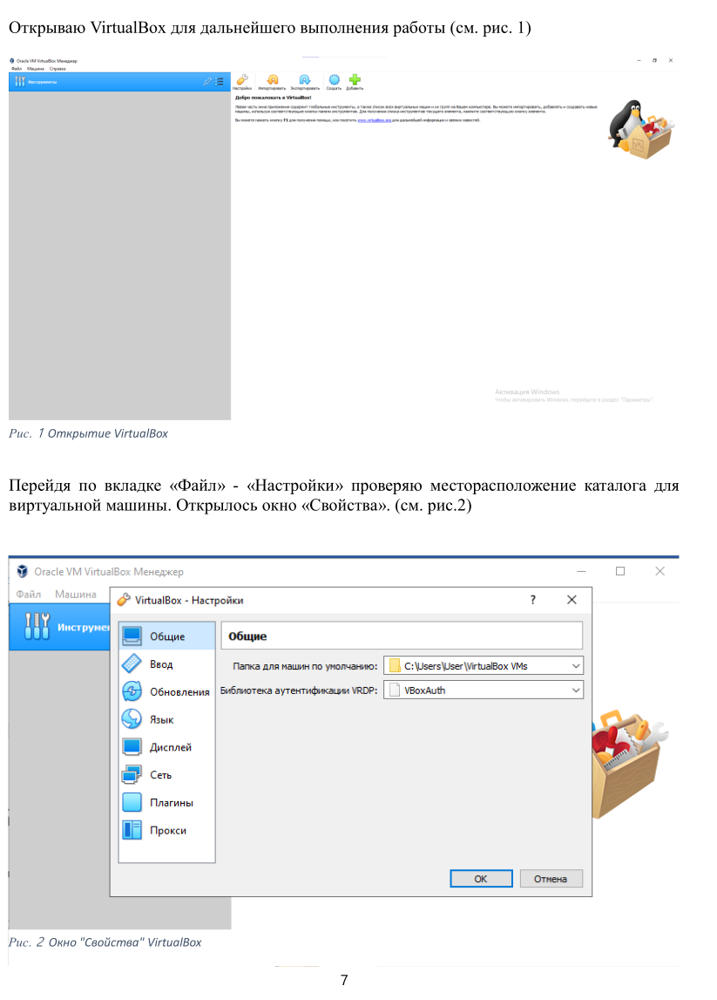 Открываю VirtualBox для дальнейшего выполнения работы (см. рис. 1)
Oracle VM VirtualBox Менеджер
Файл Машина Справка
Инструменты
Настройки Импортировать Экспортировать Создать Добавить
Добро пожаловать в VirtualBox!
Левая часть окна приложения содержит глобальные инструменты, а также список всех виртуальных машин и их групп на Вашем компьютере. Вы можете импортировать, добавлять и создавать новые
машины, используя соответствующие кнопки панели инструментов. Для получения списка инструментов текущего элемента, нажмите соответствующую кнопку элемента.
Вы можете нажать кнопку F1 для получения помощи, или посетить www.virtualbox.org для дальнейшей информации и свежих новостей.
Активация Windows
Чтобы активировать Windows, перейдите в раздел "Параметры".
Рис. 1 Открытие VirtualBox
Перейдя по вкладке «Файл» - «Настройки» проверяю месторасположение каталога для
виртуальной машины. Открылось окно «Свойства». (см. рис.2)
Oracle VM VirtualBox Менеджер
Файл Машина
Инструмен
VirtualBox - Настройки
?
Общие
Ввод
Обновления
Язык
Дисплей
Сеть
Плагины
Прокси
Общие
Папка для машин по умолчанию: C:\Users\User\VirtualBox VMs
Библиотека аутентификации VRDP: VBoxAuth
OK Отмена
Рис. 2 Окно "Свойства" VirtualBox
7